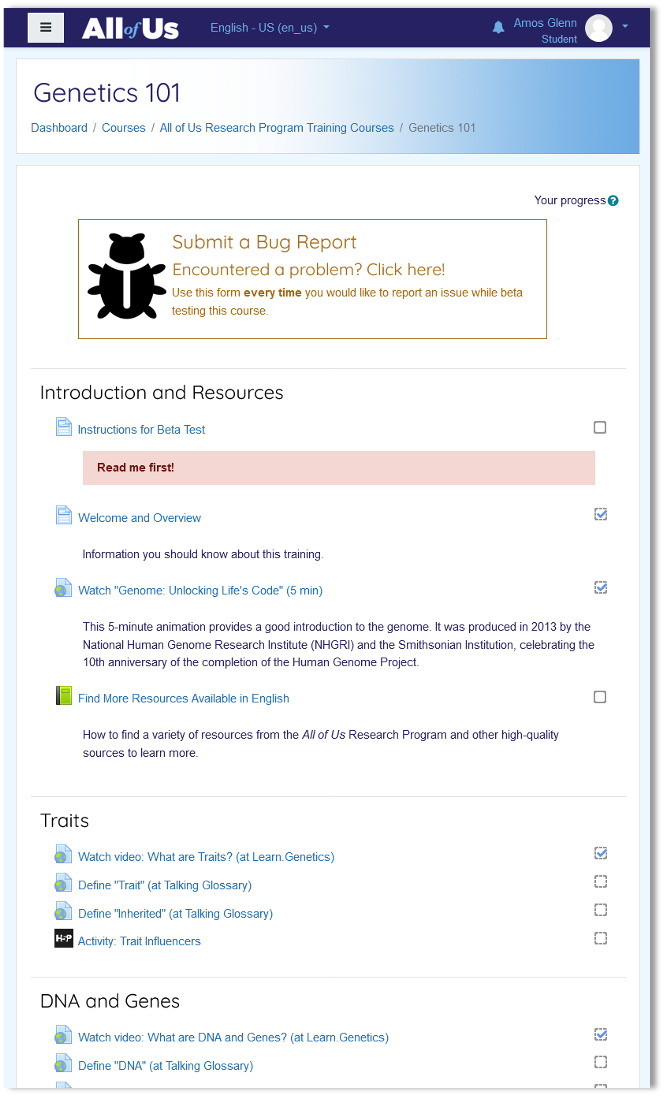 All of Us
English - US (en_us)
Amos Glenn
Student
Genetics 101
Dashboard / Courses / All of Us Research Program Training Courses / Genetics 101
Your progress
Submit a Bug Report
Encountered a problem? Click here!
Use this form every time you would like to report an issue while beta
testing this course.
Introduction and Resources
Instructions for Beta Test
Read me first!
Welcome and Overview
Information you should know about this training.
Watch "Genome: Unlocking Life's Code" (5 min)
This 5-minute animation provides a good introduction to the genome. It was produced in 2013 by the
National Human Genome Research Institute (NHGRI) and the Smithsonian Institution, celebrating the
10th anniversary of the completion of the Human Genome Project.
Find More Resources Available in English
How to find a variety of resources from the All of Us Research Program and other high-quality
sources to learn more.
Traits
Watch video: What are Traits? (at Learn.Genetics)
Define "Trait" (at Talking Glossary)
Define "Inherited" (at Talking Glossary)
H-P Activity: Trait Influencers
DNA and Genes
Watch video: What are DNA and Genes? (at Learn.Genetics)
Define "DNA" (at Talking Glossary)